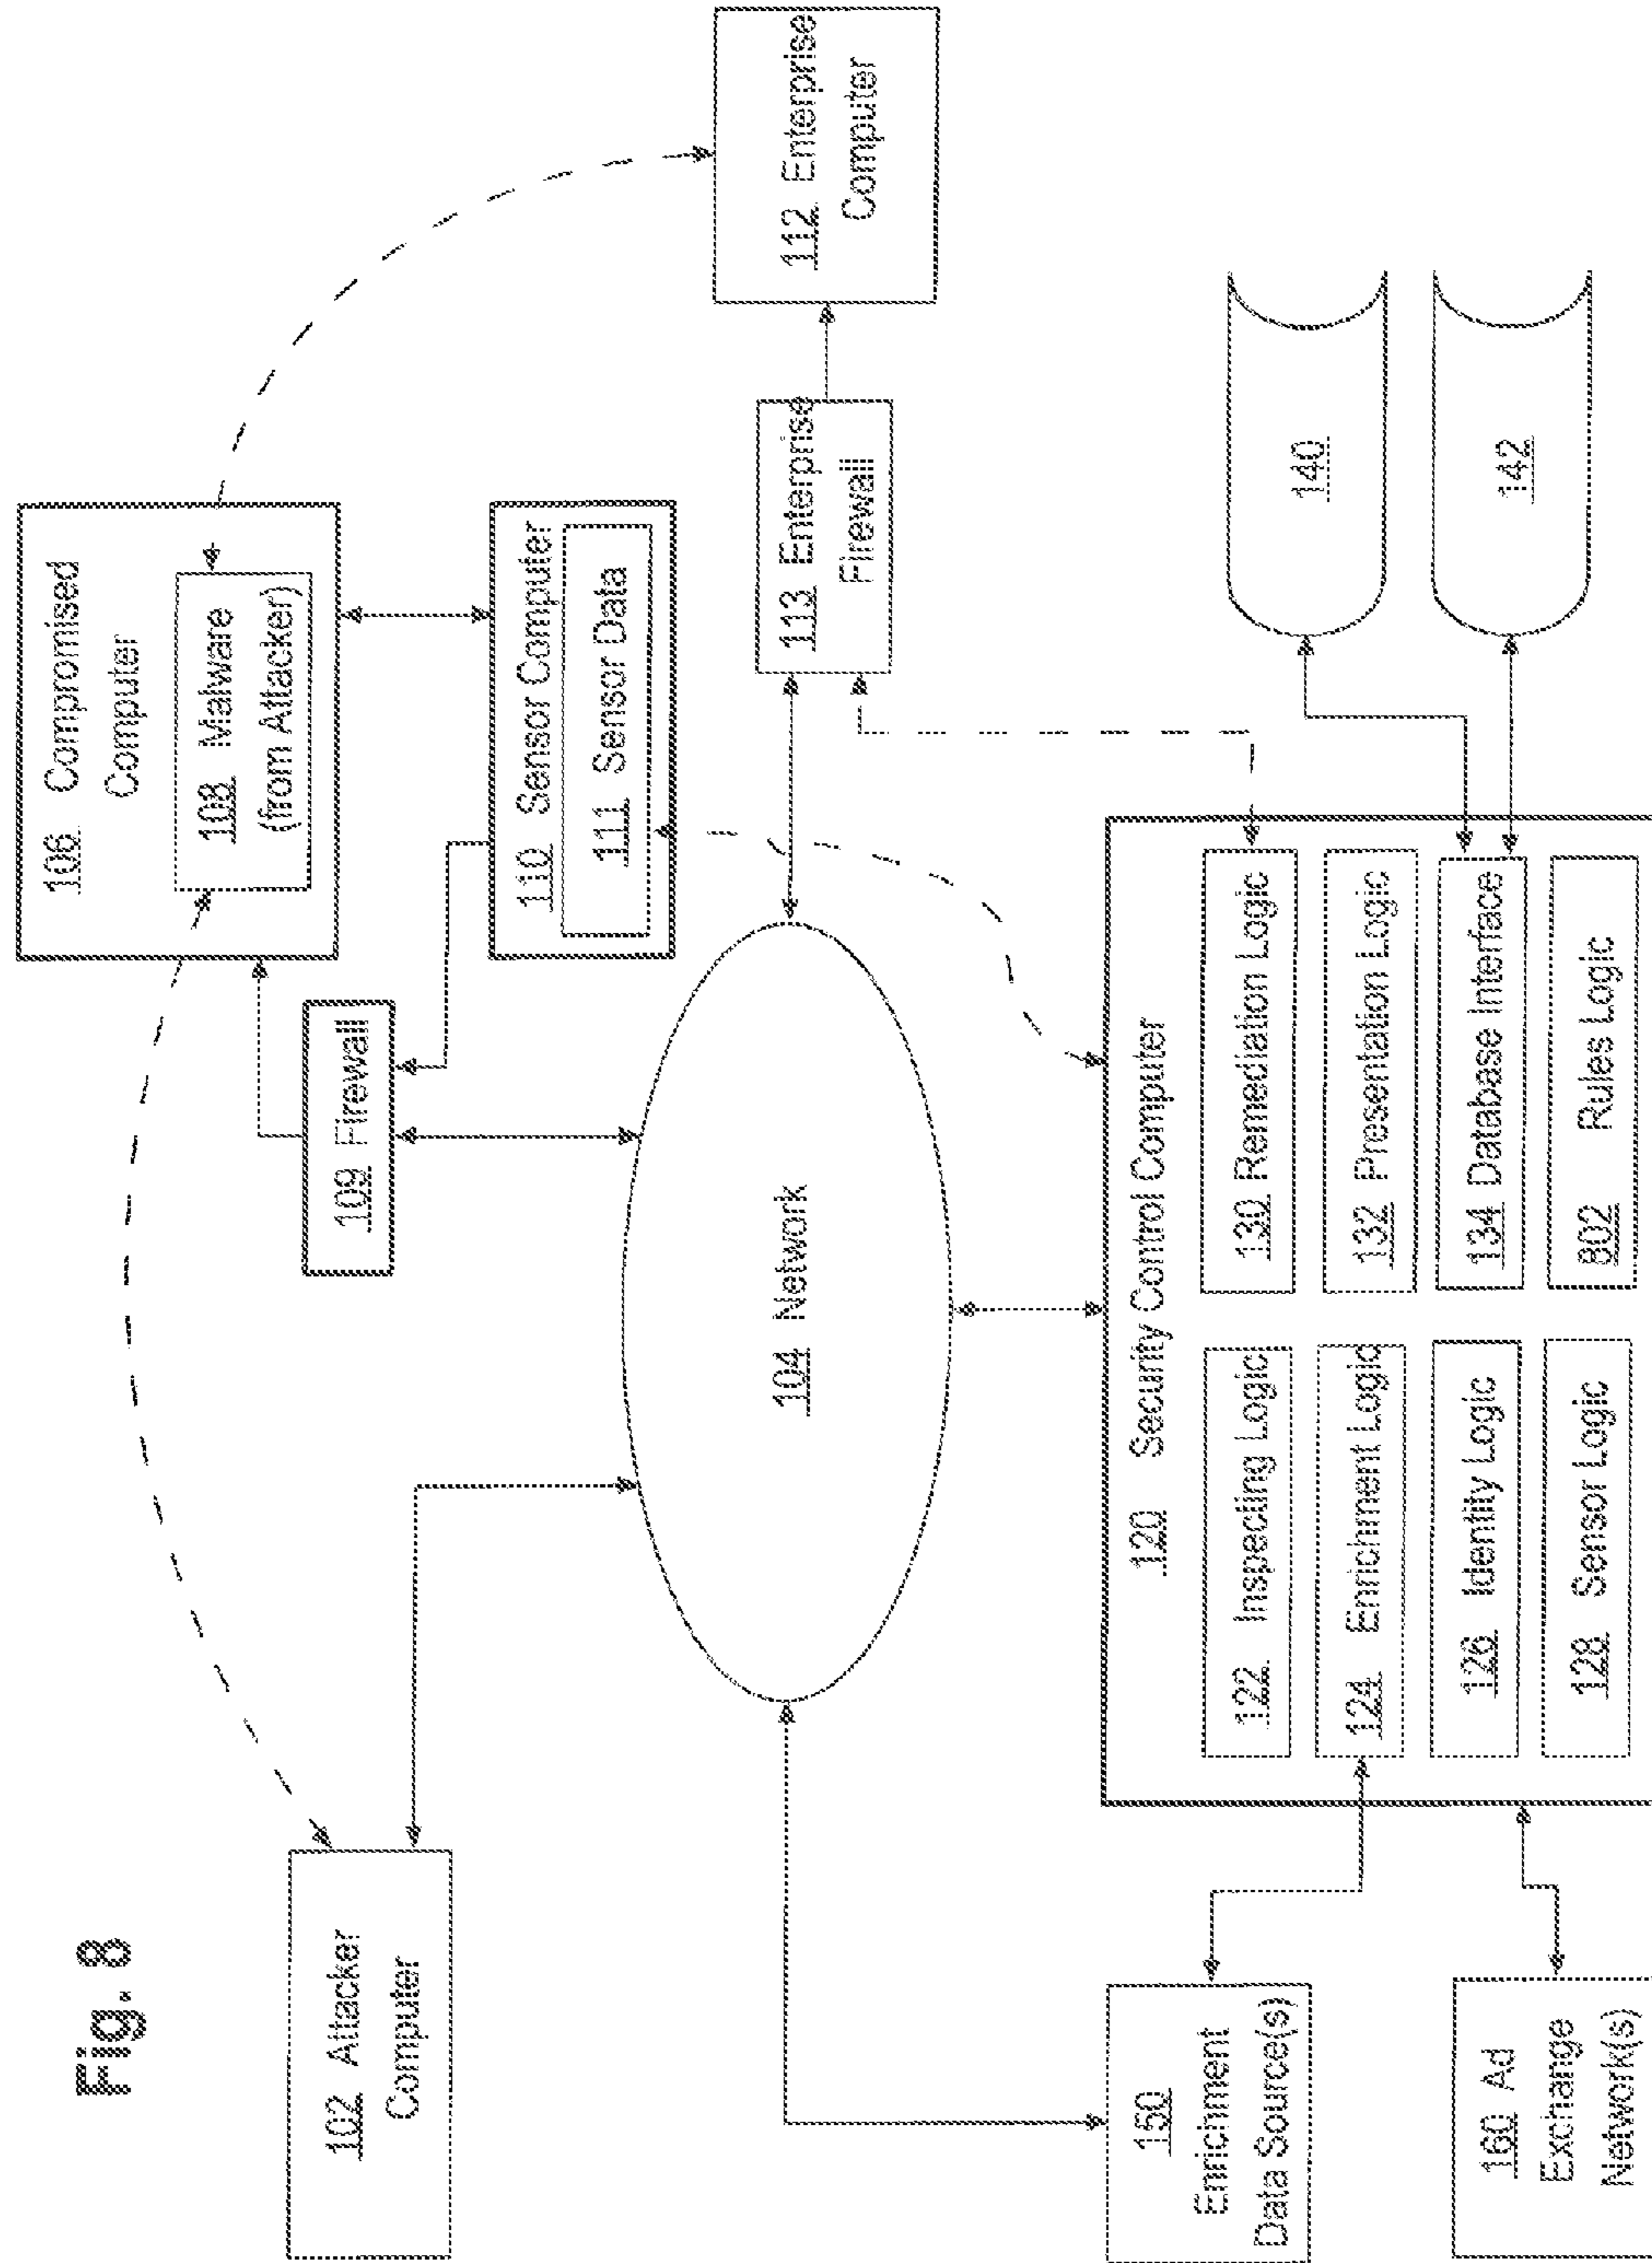 Fig. 8
102 Attacker
Computer
106 Compromised
Computer
108 Malware
(from Attacker)
109 Firewall
110 Sensor Computer
111 Sensor Data
104 Network
113 Enterprise
Firewall
112 Enterprise
Computer
150
Enrichment
Data Source(s)
160 Ad
Exchange
Network(s)
120 Security Control Computer
122 Inspecting Logic
124 Enrichment Logic
126 Identity Logic
128 Sensor Logic
130 Remediation Logic
132 Presentation Logic
134 Database Interface
802 Rules Logic
140
142